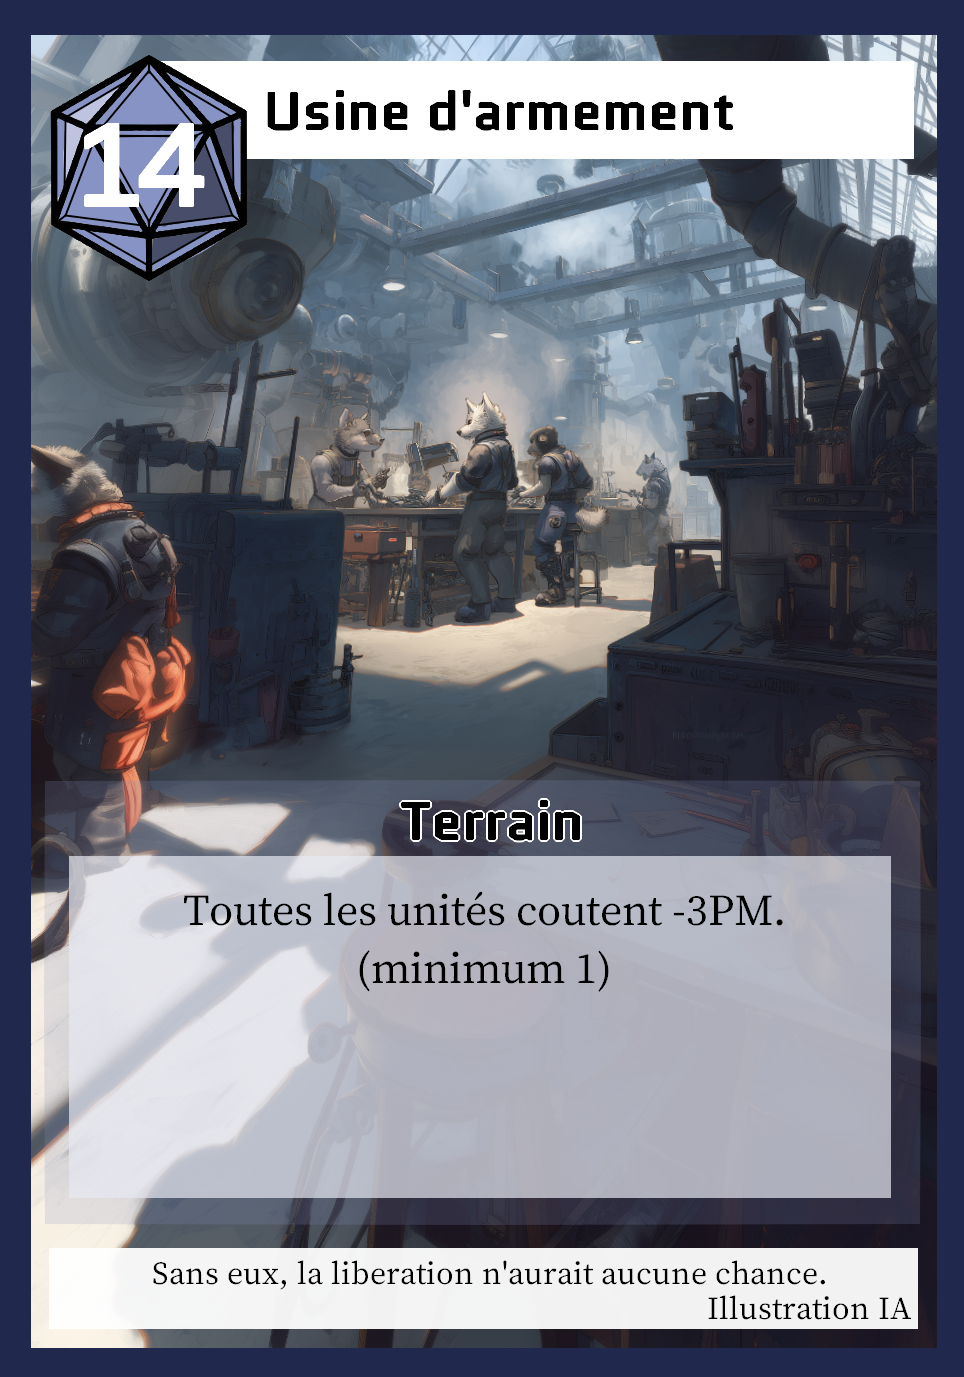 14
Usine d'armement
Terrain
Toutes les unités coutent -3PM.
(minimum 1)
Sans eux, la liberation n'aurait aucune chance.
Illustration IA